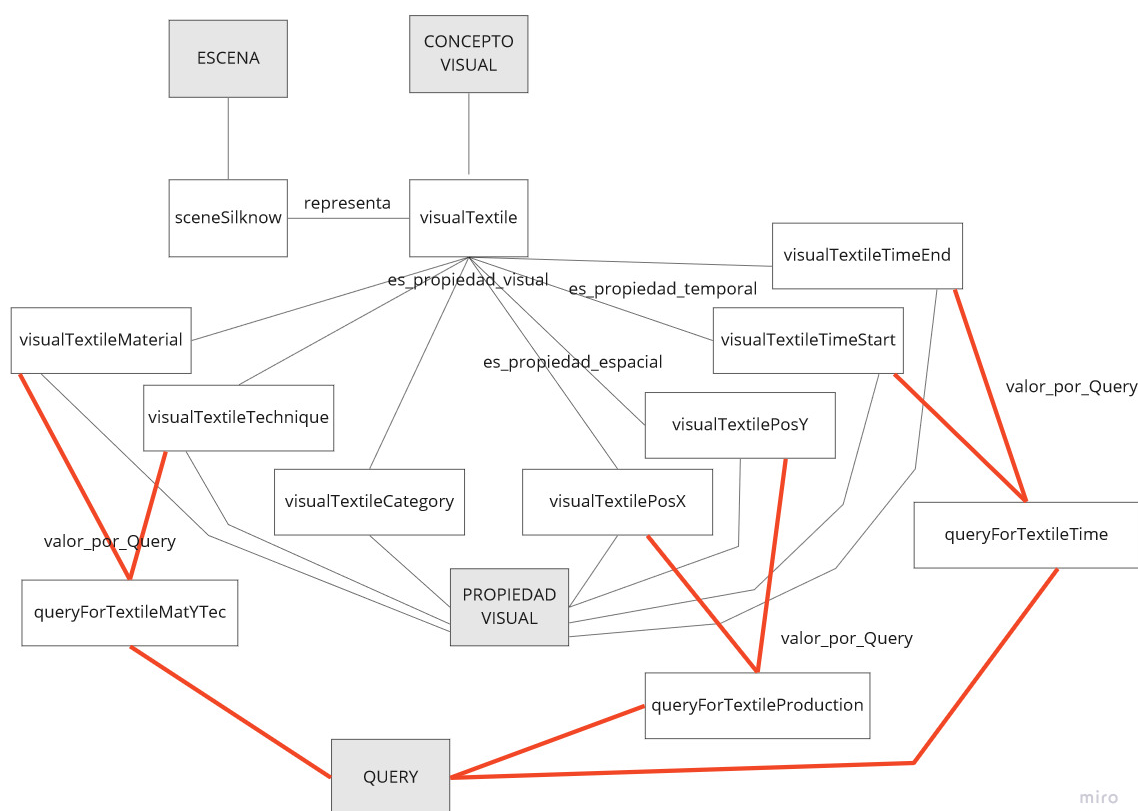 ESCENA
CONCEPTO
VISUAL
sceneSilknow
representa
visualTextile
visualTextileTimeEnd
es_propiedad_visual
es_propiedad_temporal
visualTextileMaterial
visualTextileTimeStart
es_propiedad_espacial
valor_por_Query
visualTextileTechnique
visualTextilePosY
visualTextileCategory
visualTextilePosX
valor_por_Query
queryForTextileTime
PROPIEDAD
VISUAL
queryForTextileMatYTec
valor_por_Query
queryForTextileProduction
QUERY
miro